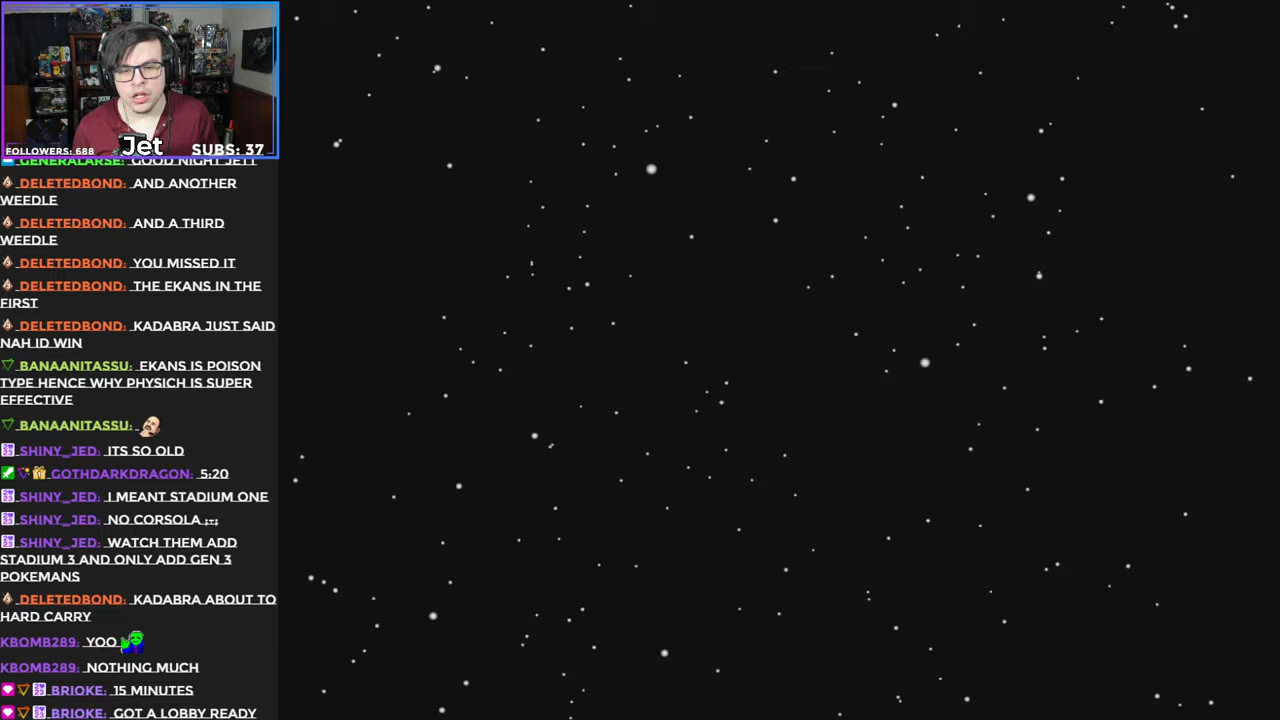 FOLLOWERS: 688
Jet
SUBS: 37
GENERALARSE: GOOD NIGHT JETT
DELETEDBOND: AND ANOTHER
WEEDLE
DELETEDBOND: AND A THIRD
WEEDLE
DELETEDBOND: YOU MISSED IT
DELETEDBOND: THE EKANS IN THE
FIRST
DELETEDBOND: KADABRA JUST SAID
NAH ID WIN
BANAANITASSU: EKANS IS POISON
TYPE HENCE WHY PHYSICH IS SUPER
EFFECTIVE
BANAANITASSU:
SHINY_JED: ITS SO OLD
GOTHDARKDRAGON: 5:20
SHINY_JED: I MEANT STADIUM ONE
SHINY_JED: NO CORSOLA ;-;
SHINY_JED: WATCH THEM ADD
STADIUM 3 AND ONLY ADD GEN 3
POKEMANS
DELETEDBOND: KADABRA ABOUT TO
HARD CARRY
KBOMB289: YOO
KBOMB289: NOTHING MUCH
BRIOKE: 15 MINUTES
BRIOKE: GOT A LOBBY READY